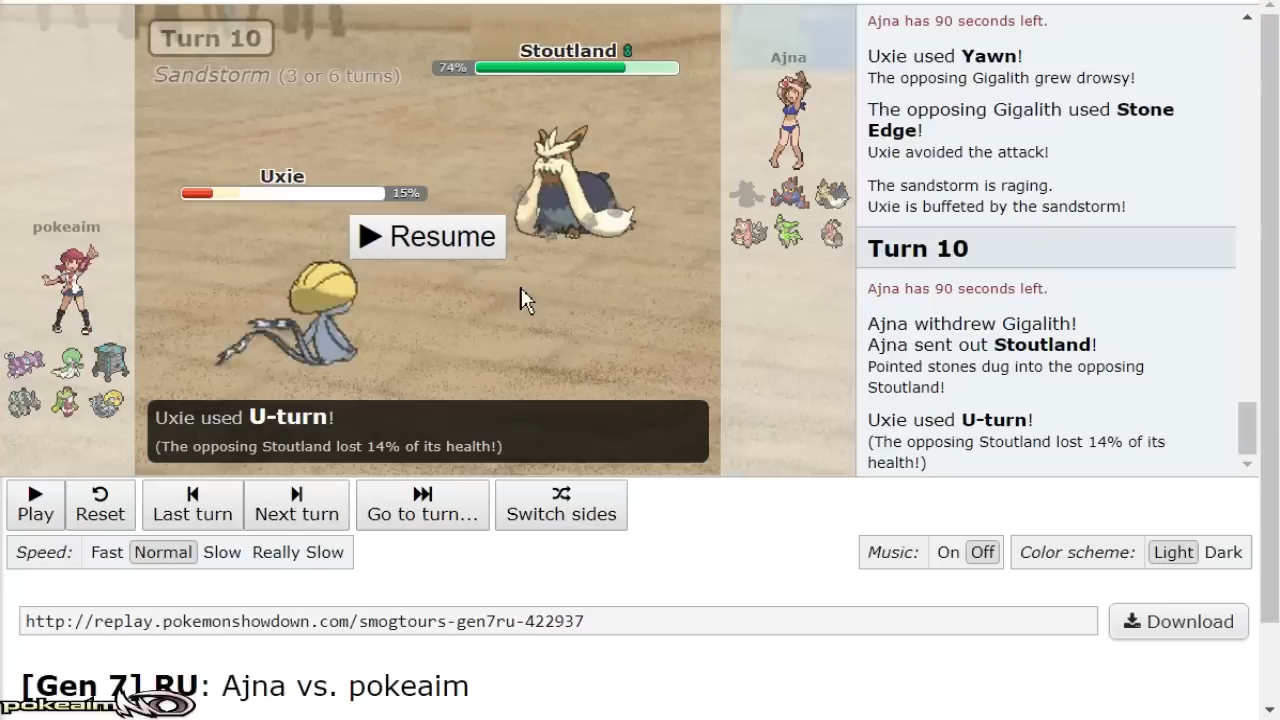 Turn 10
Sandstorm (3 or 6 turns)
Stoutland
74%
Uxie
15%
Resume
pokeaim
Ajna
Uxie used U-turn!
(The opposing Stoutland lost 14% of its health!)
Ajna has 90 seconds left.
Uxie used Yawn!
The opposing Gigalith grew drowsy!
The opposing Gigalith used Stone
Edge!
Uxie avoided the attack!
The sandstorm is raging.
Uxie is buffeted by the sandstorm!
Turn 10
Ajna has 90 seconds left.
Ajna withdrew Gigalith!
Ajna sent out Stoutland!
Pointed stones dug into the opposing
Stoutland!
Uxie used U-turn!
(The opposing Stoutland lost 14% of its
health!)
Play Reset Last turn Next turn Go to turn... Switch sides
Speed: Fast Normal Slow Really Slow
Music: On Off
Color scheme: Light Dark
http://replay.pokemonshowdown.com/smogtours-gen7ru-422937
Download
[Gen 7] RU: Ajna vs. pokeaim
pokeaimMD